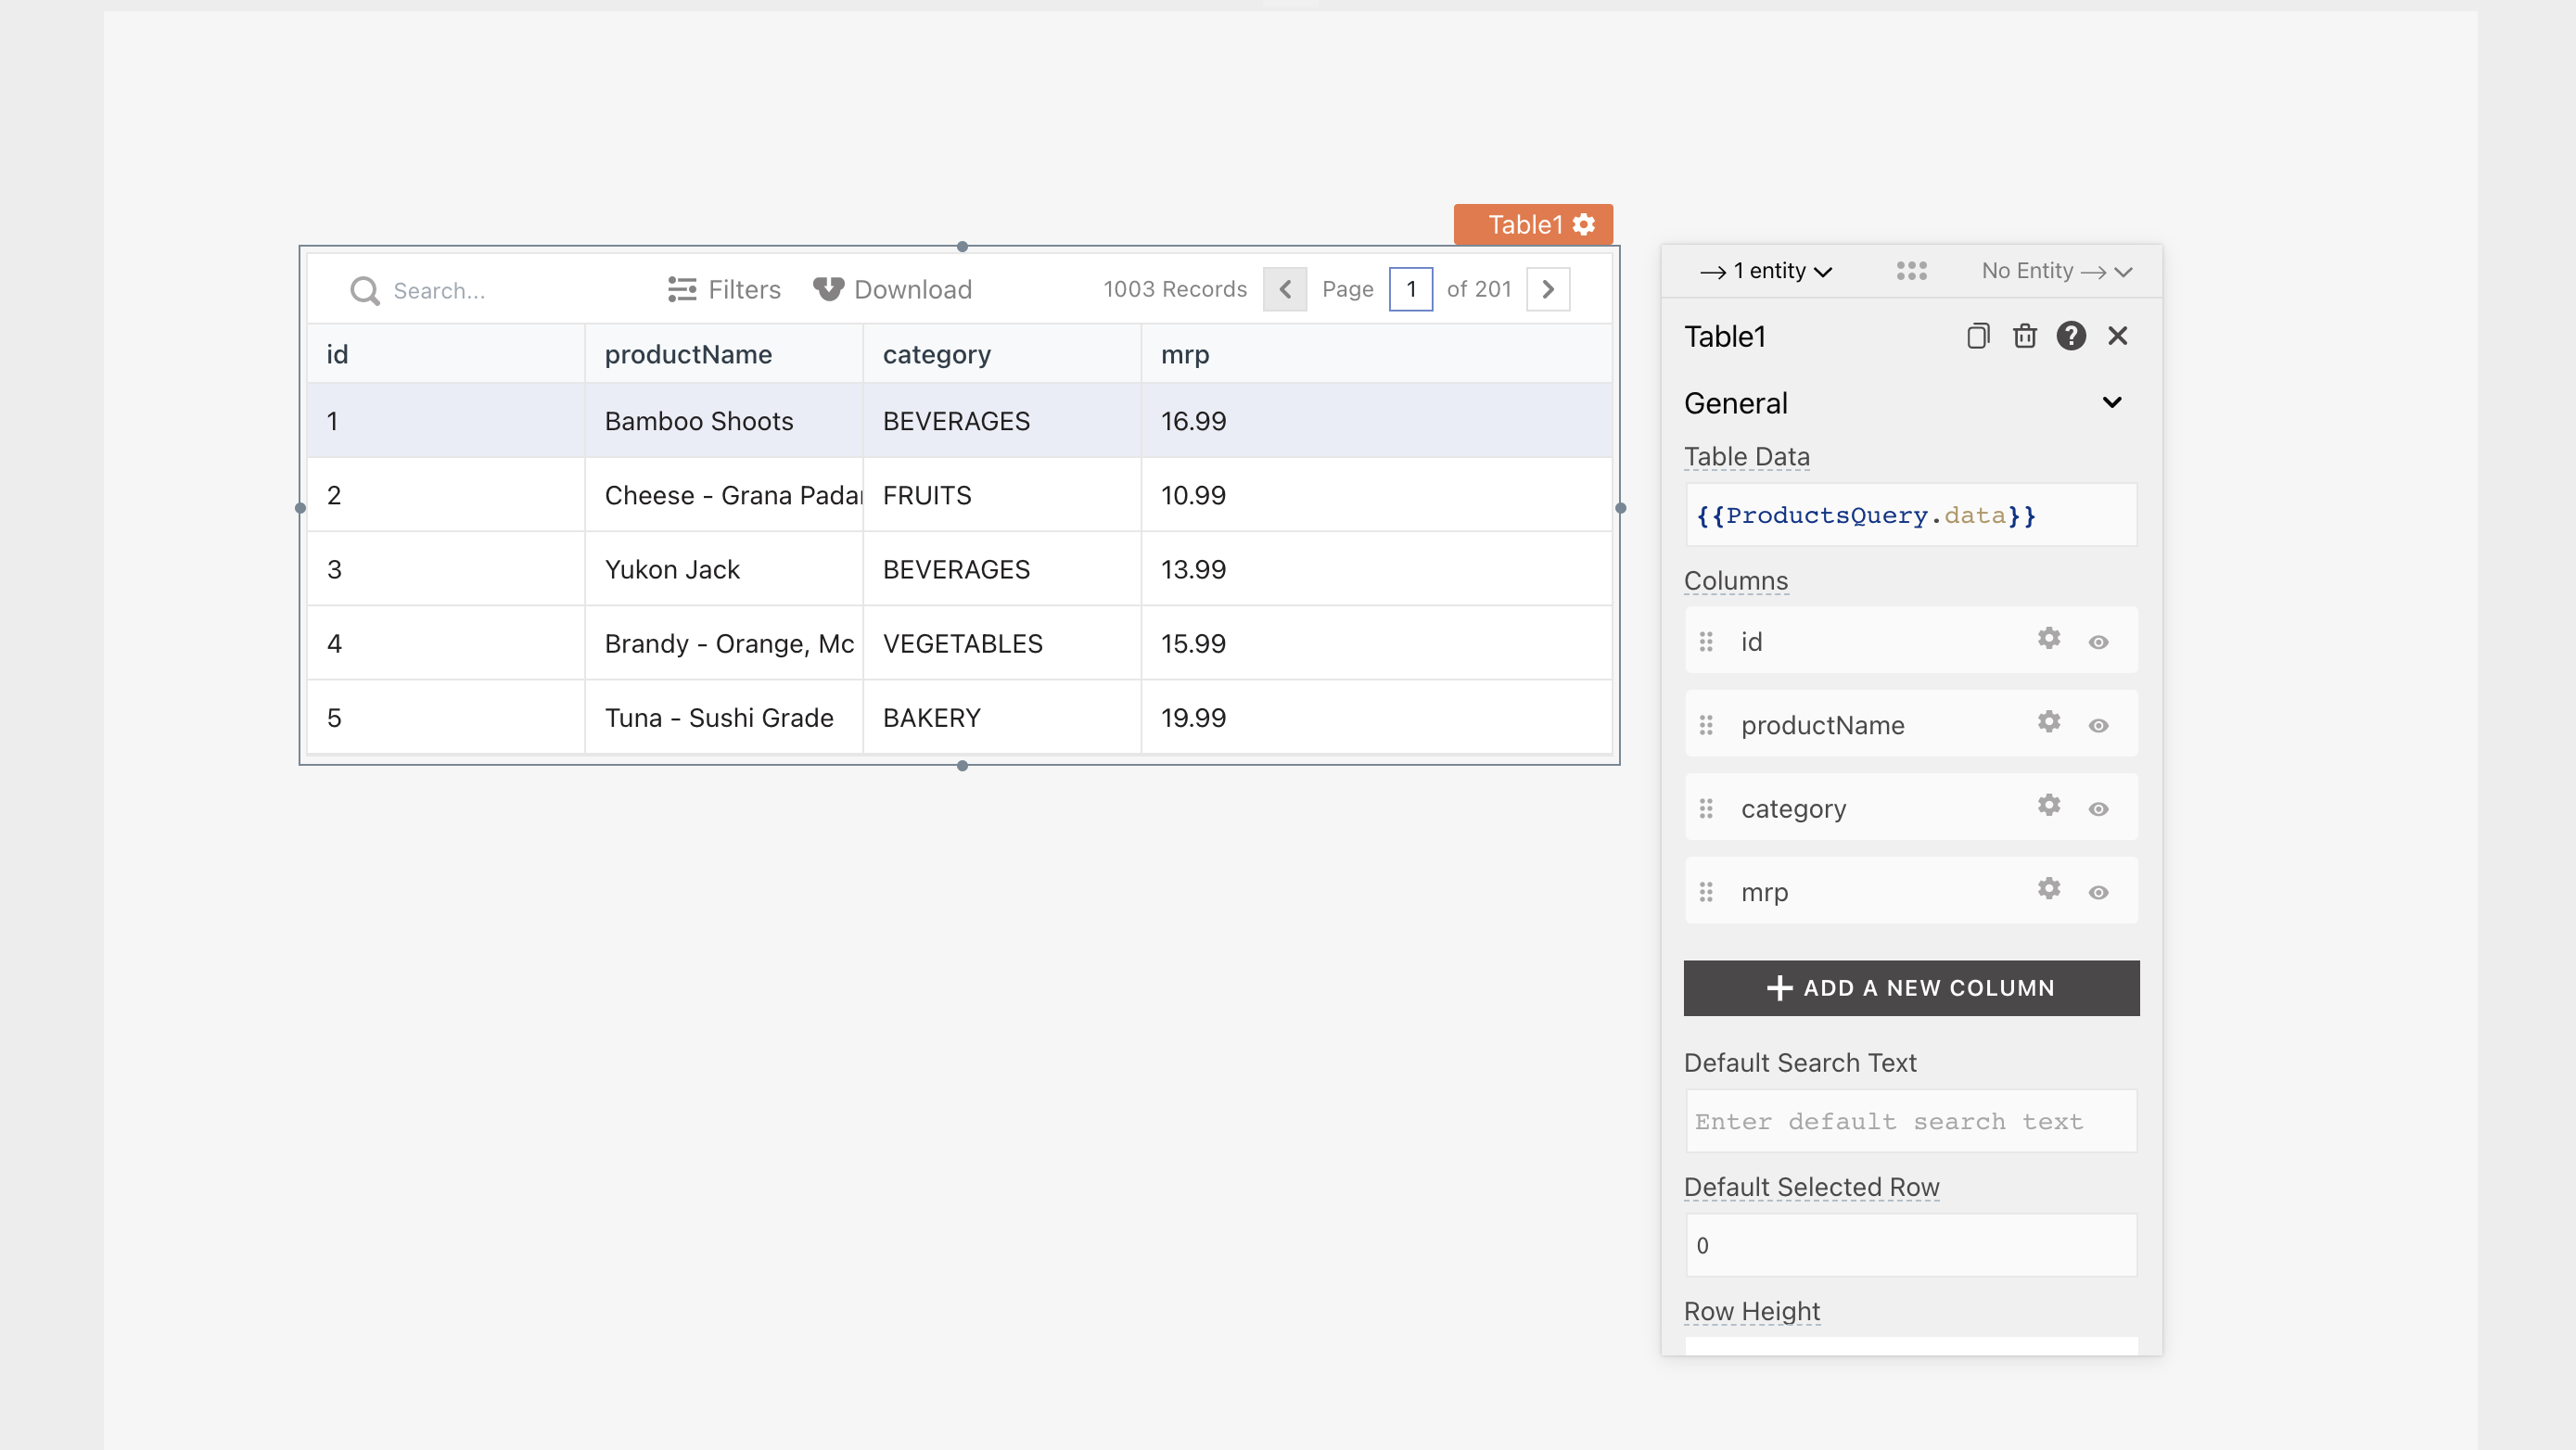 Table1
Search...
Filters
Download
1003 Records
Page
1
of 201
id productName category mrp
1 Bamboo Shoots BEVERAGES 16.99
2 Cheese - Grana FRUITS 10.99
3 Yukon Jack BEVERAGES 13.99
4 Brandy - Orange, Mc VEGETABLES 15.99
5 Tuna - Sushi Grade BAKERY 19.99
1 entity
No Entity
Table1
General
Table Data
{{ProductsQuery.data}}
Columns
id
productName
category
mrp
ADD A NEW COLUMN
Default Search Text
Enter default search text
Default Selected Row
0
Row Height